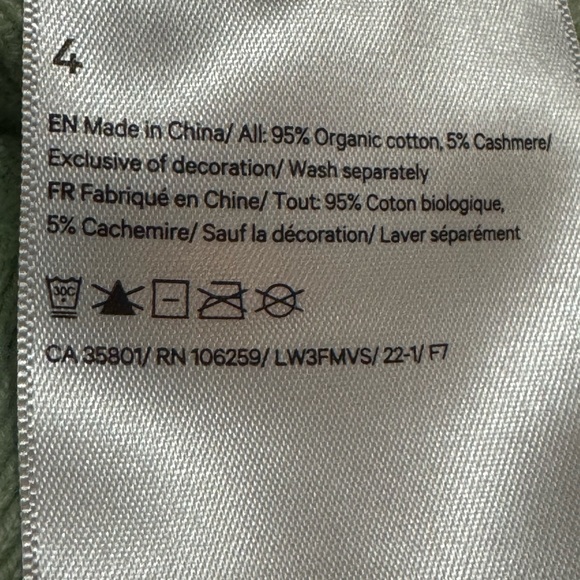 4
EN Made in China/ All: 95% Organic cotton, 5% Cashmere/
Exclusive of decoration/ Wash separately
FR Fabriqué en Chine/ Tout: 95% Coton biologique,
5% Cachemire/ Sauf la décoration/ Laver séparément
30C
CA 35801/ RN 106259/ LW3FMVS/ 22-1/ F7